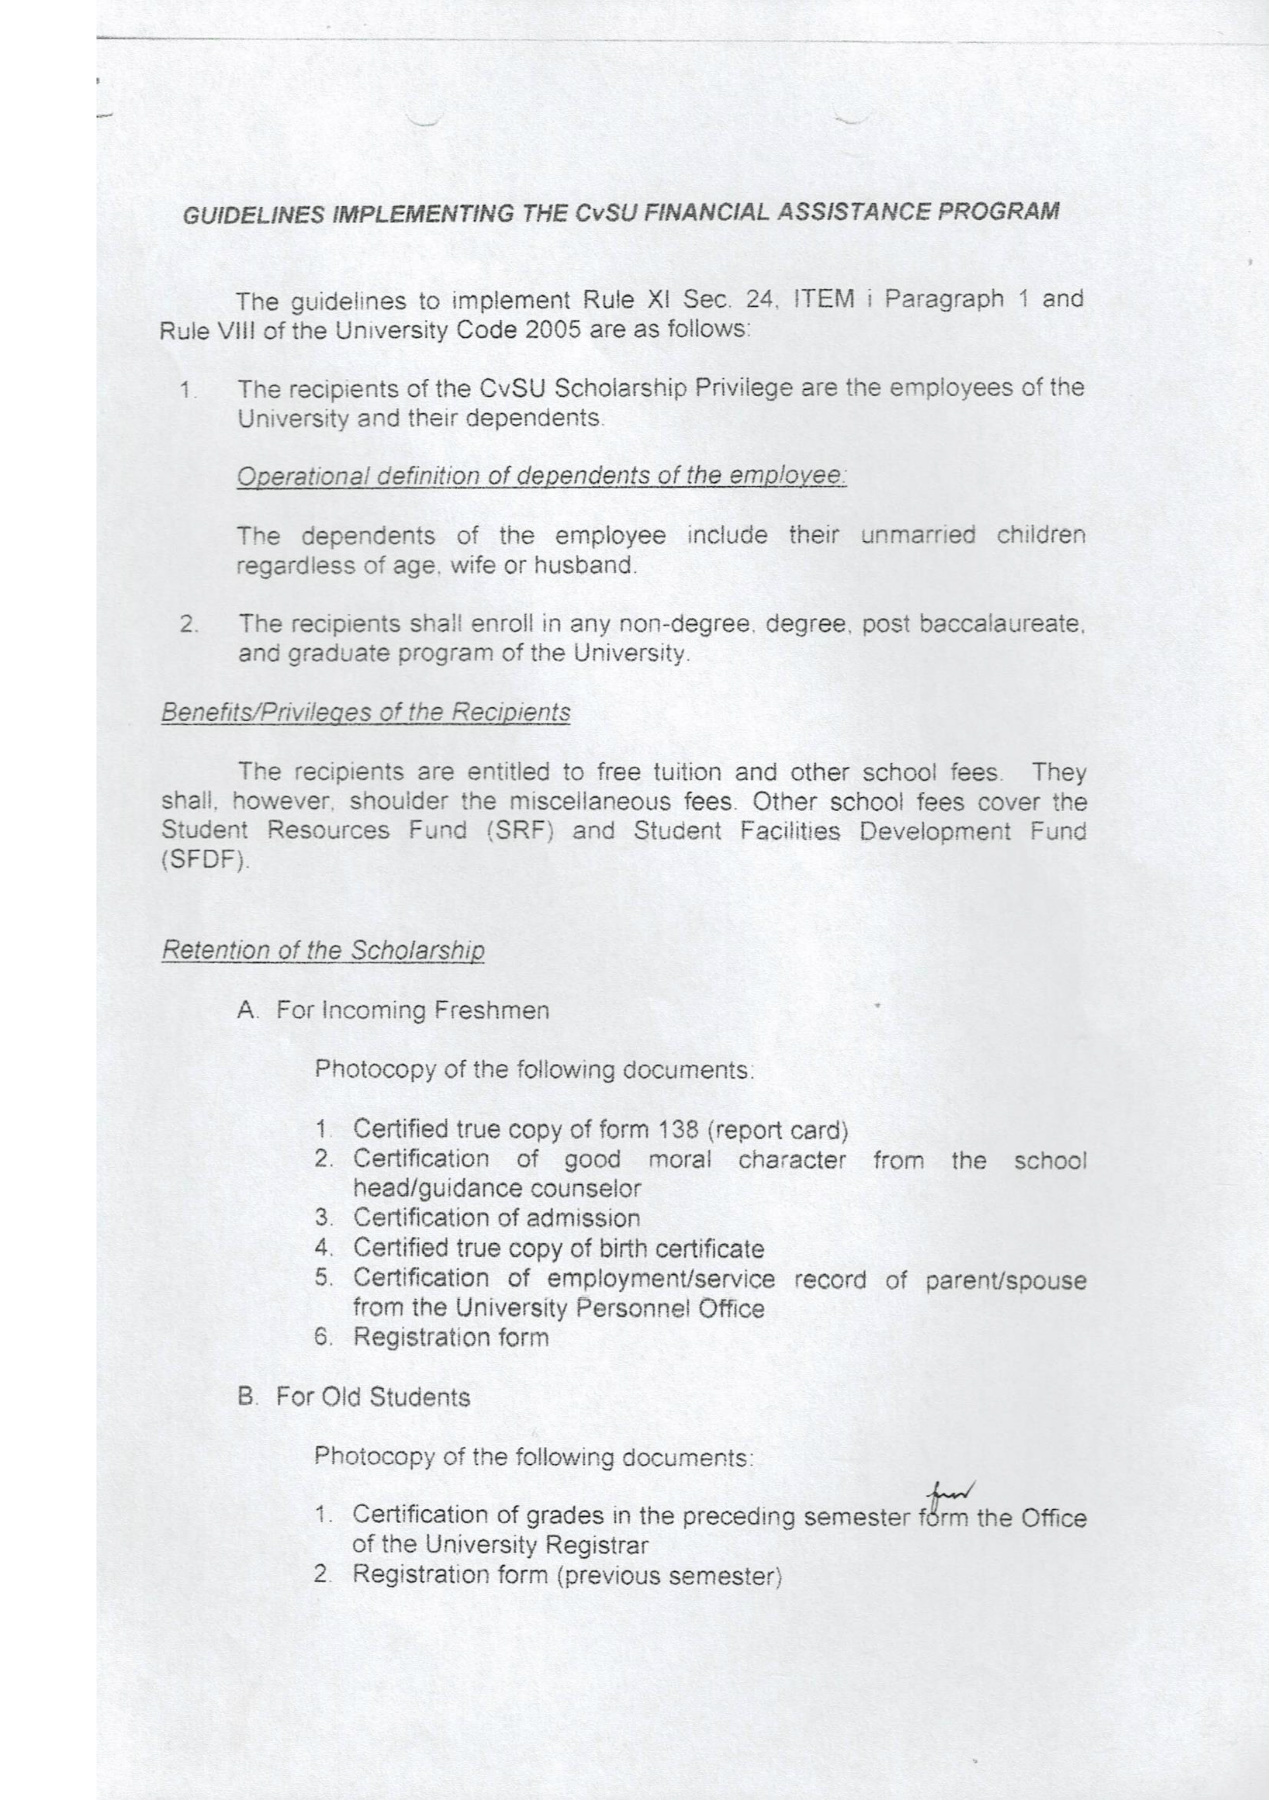 GUIDELINES IMPLEMENTING THE CvSU FINANCIAL ASSISTANCE PROGRAM
The guidelines to implement Rule XI Sec. 24, ITEM i Paragraph 1 and
Rule VIII of the University Code 2005 are as follows:
1. The recipients of the CvSU Scholarship Privilege are the employees of the
University and their dependents.
Operational definition of dependents of the employee:
The dependents of the employee include their unmarried children
regardless of age, wife or husband.
2. The recipients shall enroll in any non-degree, degree, post baccalaureate,
and graduate program of the University.
Benefits/Privileges of the Recipients
The recipients are entitled to free tuition and other school fees. They
shall, however, shoulder the miscellaneous fees. Other school fees cover the
Student Resources Fund (SRF) and Student Facilities Development Fund
(SFDF).
Retention of the Scholarship
A. For Incoming Freshmen
Photocopy of the following documents:
1. Certified true copy of form 138 (report card)
2. Certification of good moral character from the school
head/guidance counselor
3. Certification of admission
4. Certified true copy of birth certificate
5. Certification of employment/service record of parent/spouse
from the University Personnel Office
6. Registration form
B. For Old Students
Photocopy of the following documents:
from
1. Certification of grades in the preceding semester form the Office
of the University Registrar
2. Registration form (previous semester)